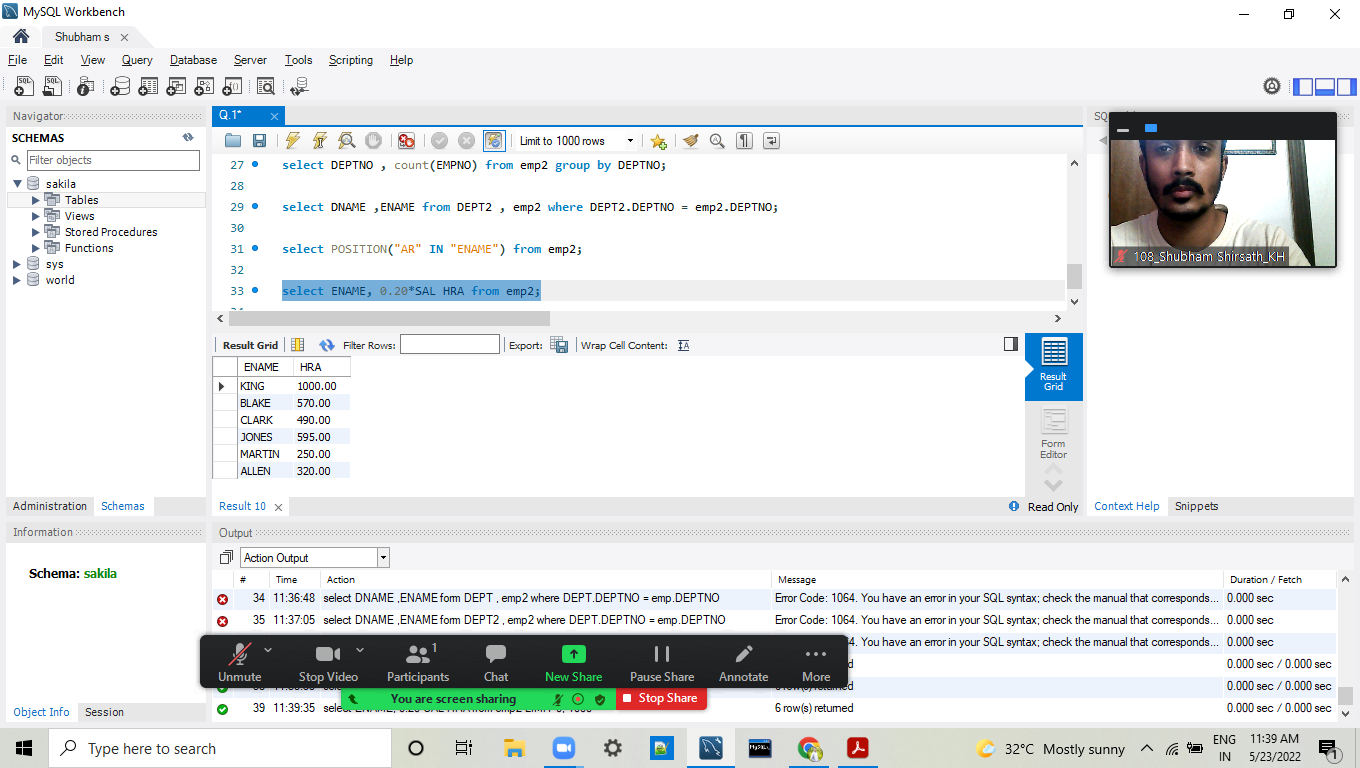 MySQL Workbench
Shubham s
File Edit View Query Database Server Tools Scripting Help
Navigator
SCHEMAS
Filter objects
sakila
Tables
Views
Stored Procedures
Functions
sys
world
Administration Schemas
Information
Schema: sakila
Object Info Session
Q.1*
Limit to 1000 rows
27 select DEPTNO , count(EMPNO) from emp2 group by DEPTNO;
28
29 select DNAME ,ENAME from DEPT2 , emp2 where DEPT2.DEPTNO = emp2.DEPTNO;
30
31 select POSITION("AR" IN "ENAME") from emp2;
32
33 select ENAME, 0.20*SAL HRA from emp2;
Result Grid Filter Rows: Export: Wrap Cell Content:
ENAME HRA
KING 1000.00
BLAKE 570.00
CLARK 490.00
JONES 595.00
MARTIN 250.00
ALLEN 320.00
Result Grid
Form Editor
Result 10
Read Only
SQ
108_Shubham Shirsath_KH
Context Help Snippets
Output
Action Output
# Time Action Message Duration / Fetch
34 11:36:48 select DNAME ,ENAME form DEPT , emp2 where DEPT.DEPTNO = emp.DEPTNO Error Code: 1064. You have an error in your SQL syntax; check the manual that corresponds... 0.000 sec
35 11:37:05 select DNAME ,ENAME form DEPT2 , emp2 where DEPT.DEPTNO = emp.DEPTNO Error Code: 1064. You have an error in your SQL syntax; check the manual that corresponds... 0.000 sec
4. You have an error in your SQL syntax; check the manual that corresponds... 0.000 sec
0.000 sec / 0.000 sec
row(s) returned 0.000 sec / 0.000 sec
39 11:39:35 6 row(s) returned 0.000 sec / 0.000 sec
Unmute Stop Video Participants 1 Chat New Share Pause Share Annotate More
You are screen sharing Stop Share
Type here to search
MySQL
32°C Mostly sunny
ENG
IN
11:39 AM
5/23/2022
1